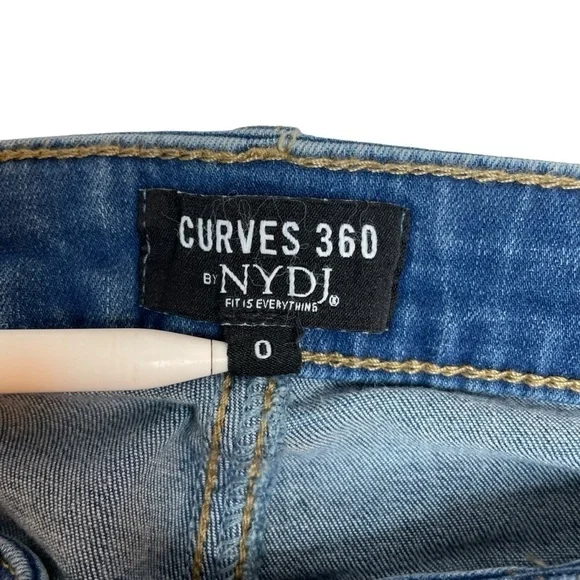 CURVES 360
BY NYDJ®
FIT IS EVERYTHING
0